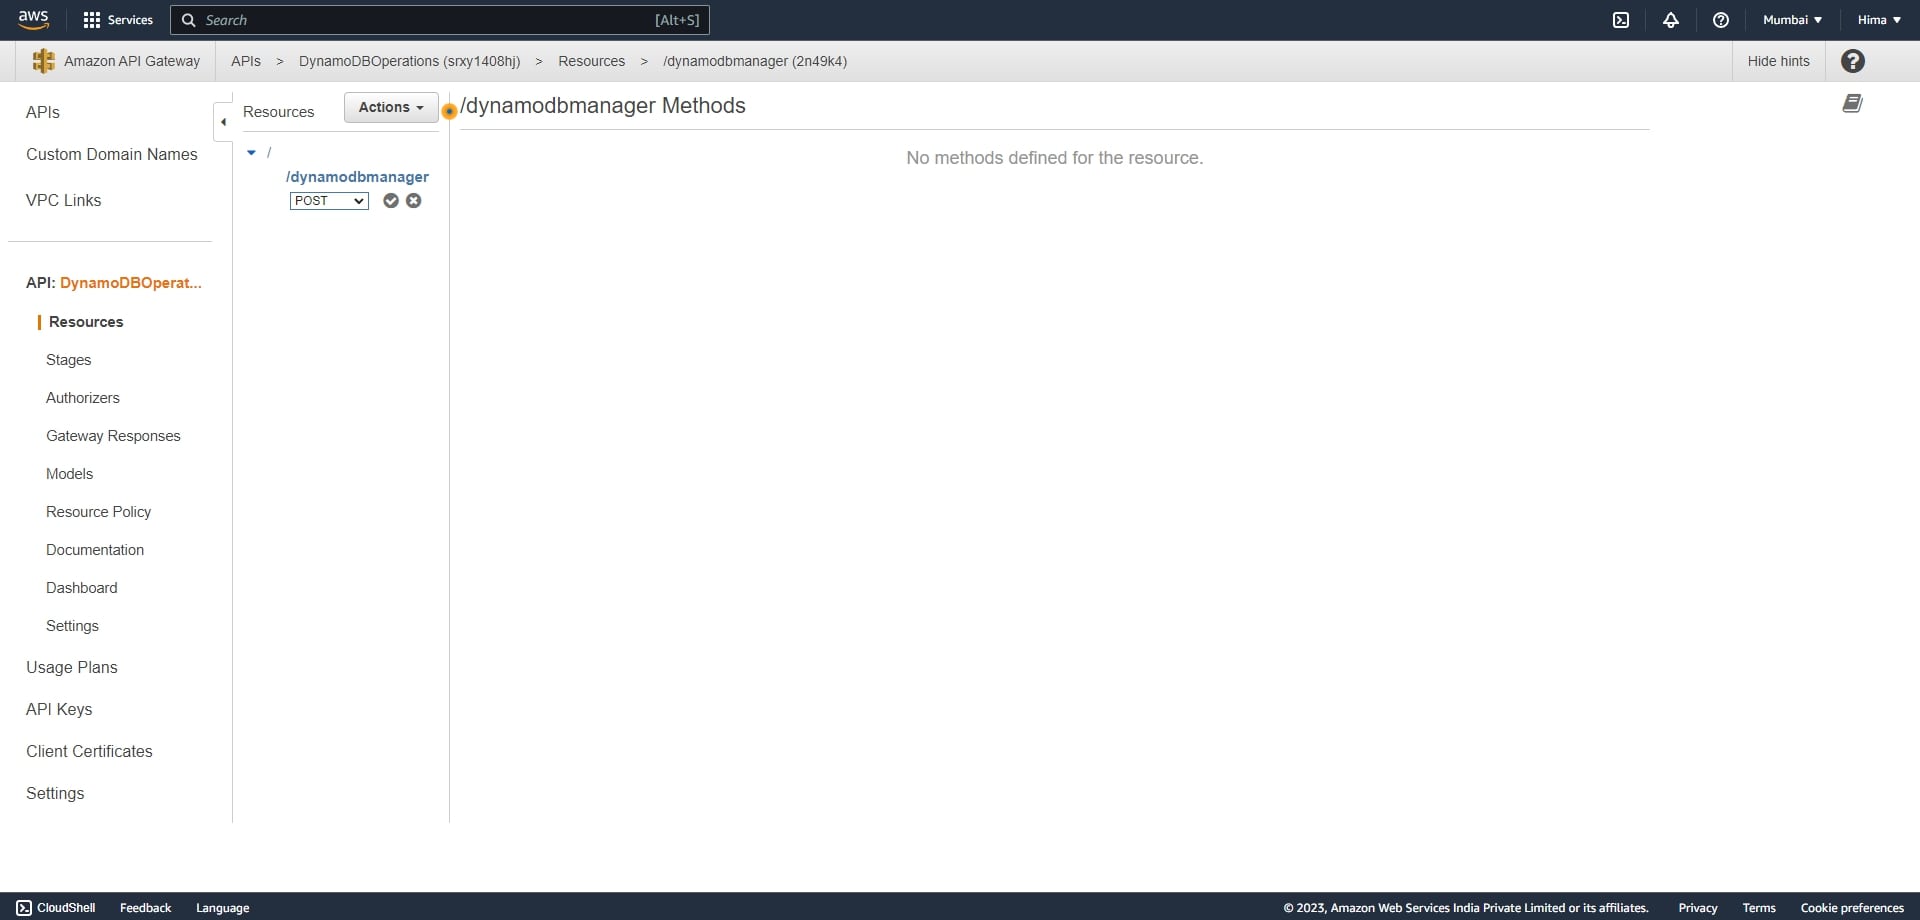 aws Services Search [Alt+S] Mumbai ▼ Hima ▼
Amazon API Gateway APIs > DynamoDBOperations (srxy1408hj) > Resources > /dynamodbmanager (2n49k4) Hide hints ?
APIs
Custom Domain Names
VPC Links
API: DynamoDBOperat...
Resources
Stages
Authorizers
Gateway Responses
Models
Resource Policy
Documentation
Dashboard
Settings
Usage Plans
API Keys
Client Certificates
Settings
Resources Actions
/
/dynamodbmanager
POST
/dynamodbmanager Methods
No methods defined for the resource.
CloudShell Feedback Language © 2023, Amazon Web Services India Private Limited or its affiliates. Privacy Terms Cookie preferences